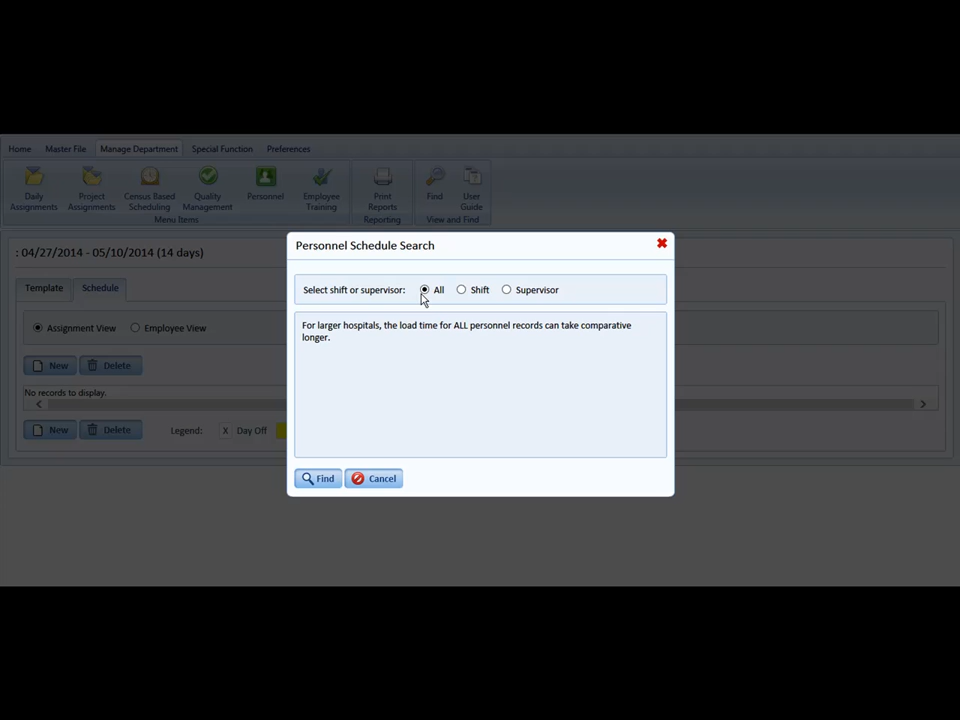 Home Master File Manage Department Special Function Preferences
Daily Assignments
Project Assignments
Census Based Scheduling
Quality Management
Personnel
Employee Training
Print Reports
Find
User Guide
Menu Items
Reporting
View and Find
: 04/27/2014 - 05/10/2014 (14 days)
Template Schedule
Assignment View Employee View
New Delete
No records to display.
New Delete Legend: X Day Off
Personnel Schedule Search
Select shift or supervisor: All Shift Supervisor
For larger hospitals, the load time for ALL personnel records can take comparative
longer.
Find Cancel